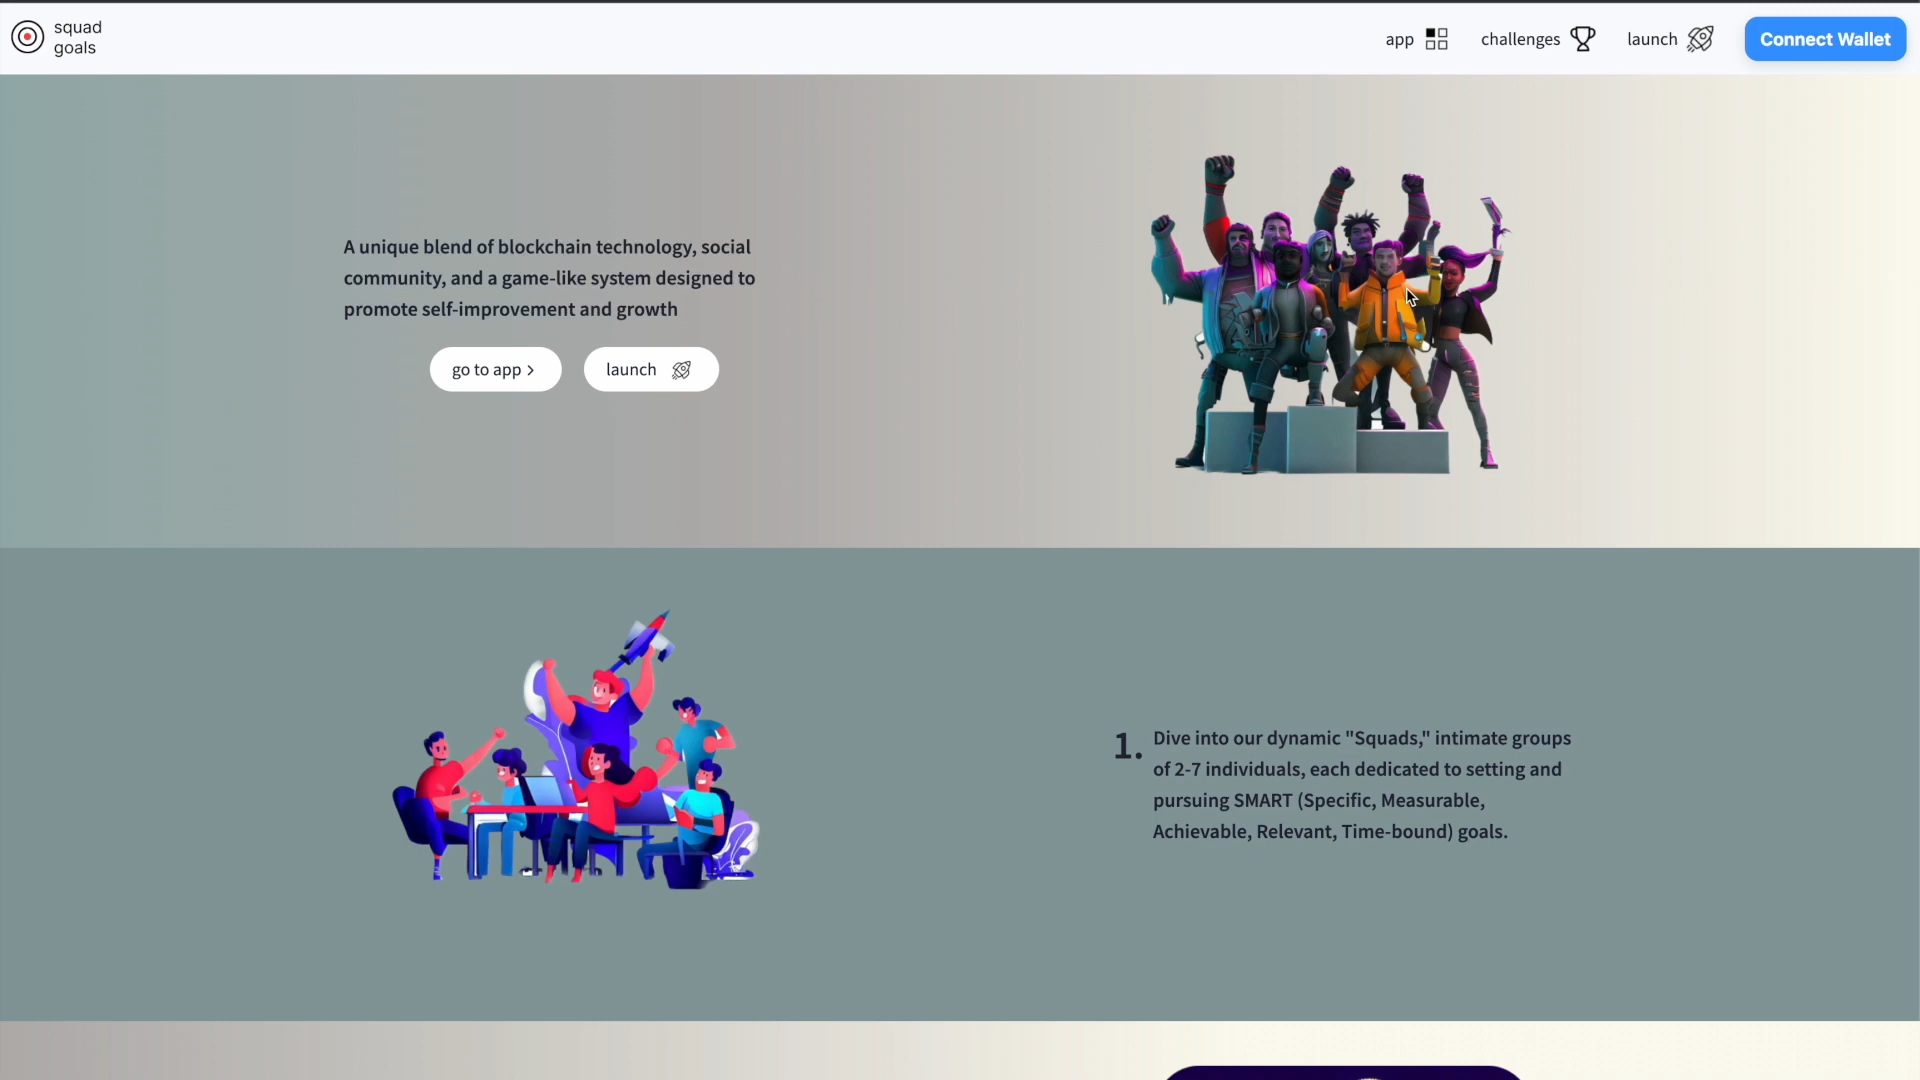 squad
goals
app
challenges
launch
Connect Wallet
A unique blend of blockchain technology, social
community, and a game-like system designed to
promote self-improvement and growth
go to app >
launch
1. Dive into our dynamic "Squads," intimate groups
of 2-7 individuals, each dedicated to setting and
pursuing SMART (Specific, Measurable,
Achievable, Relevant, Time-bound) goals.